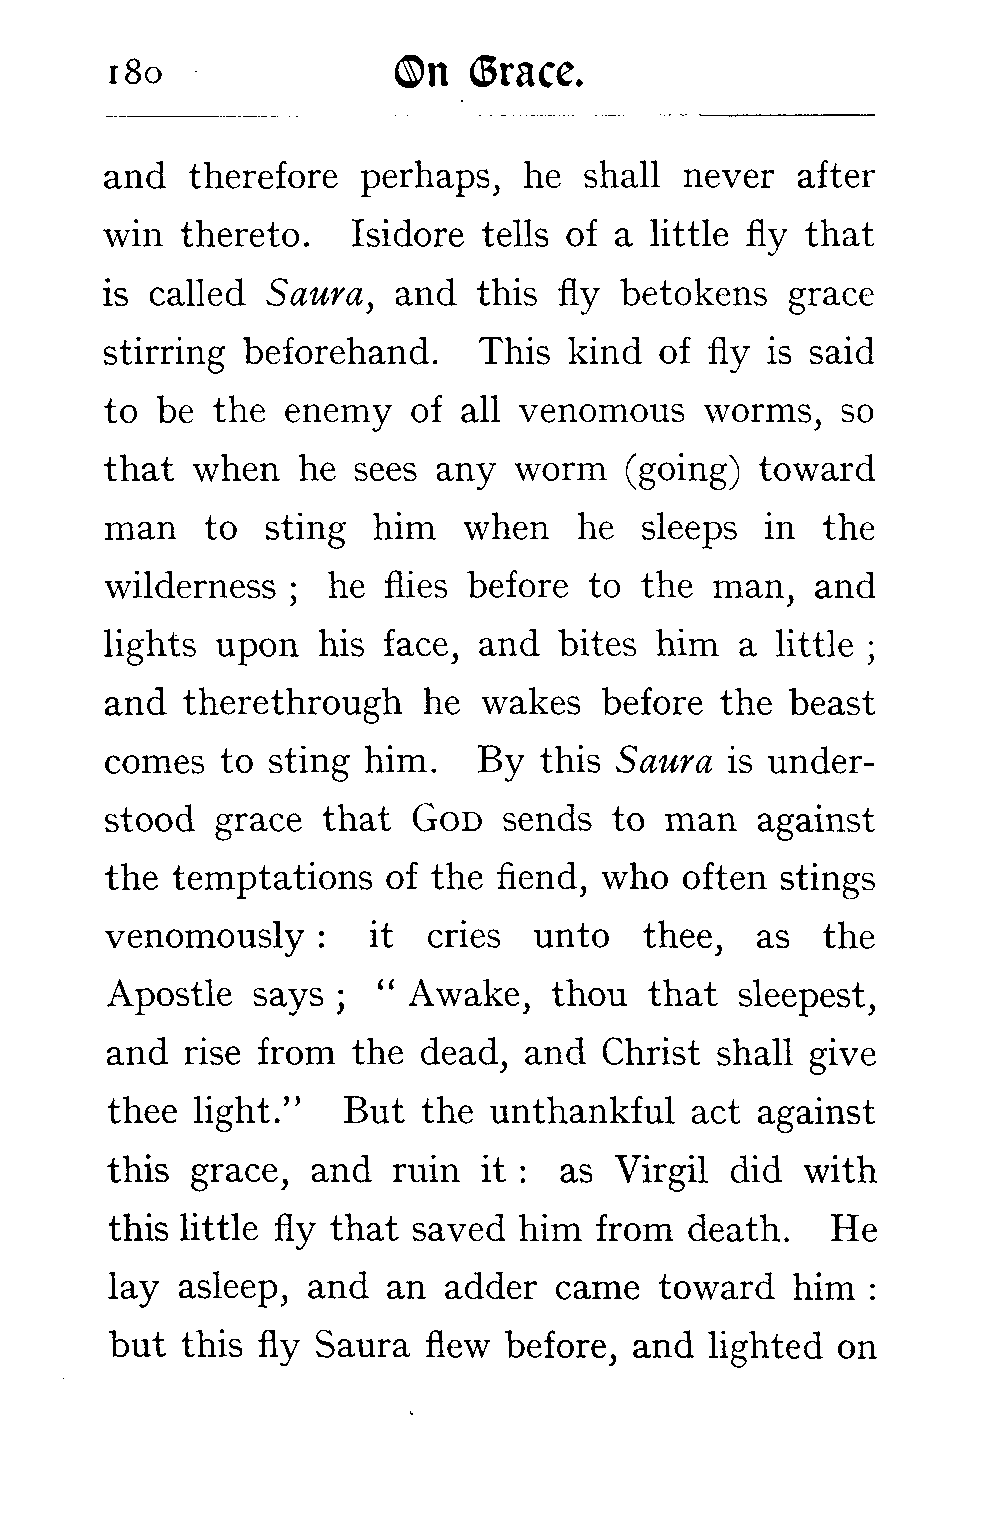 180 On Grace.
and therefore perhaps, he shall never after
win thereto. Isidore tells of a little fly that
is called Saura, and this fly betokens grace
stirring beforehand. This kind of fly is said
to be the enemy of all venomous worms, so
that when he sees any worm (going) toward
man to sting him when he sleeps in the
wilderness ; he flies before to the man, and
lights upon his face, and bites him a little ;
and therethrough he wakes before the beast
comes to sting him. By this Saura is under-
stood grace that GOD sends to man against
the temptations of the fiend, who often stings
venomously : it cries unto thee, as the
Apostle says ; “ Awake, thou that sleepest,
and rise from the dead, and Christ shall give
thee light.” But the unthankful act against
this grace, and ruin it : as Virgil did with
this little fly that saved him from death. He
lay asleep, and an adder came toward him :
but this fly Saura flew before, and lighted on